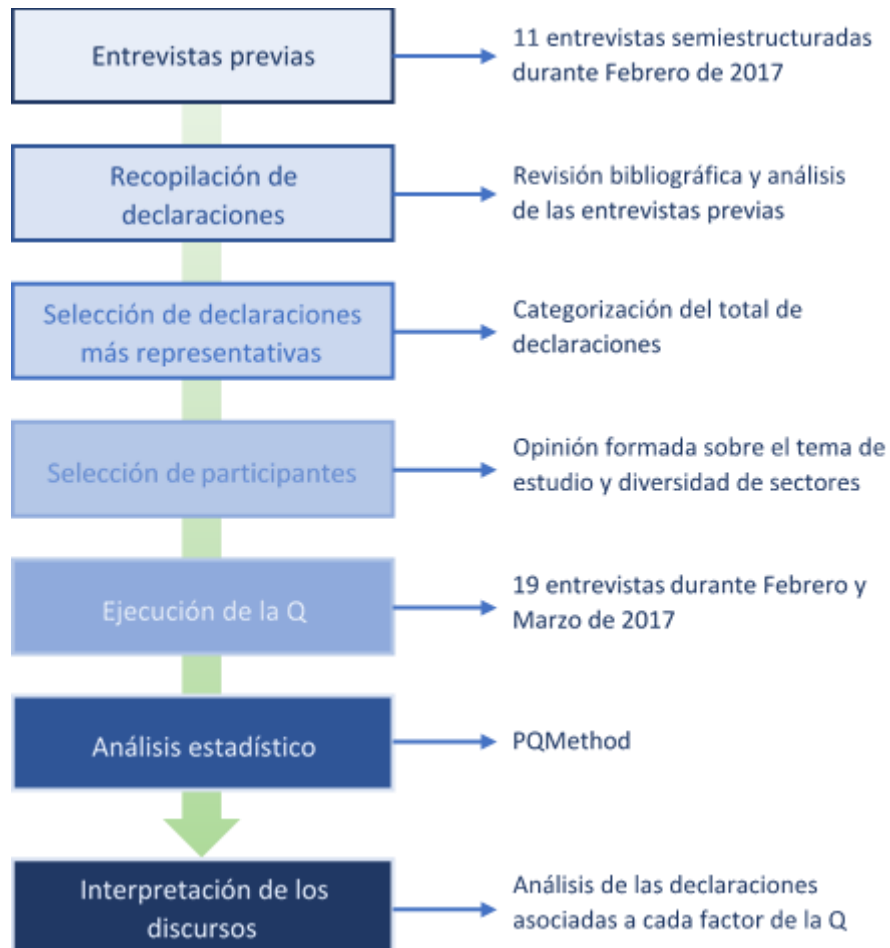 Entrevistas previas
11 entrevistas semiestructuradas
durante Febrero de 2017
Recopilación de
declaraciones
Revisión bibliográfica y análisis
de las entrevistas previas
Selección de declaraciones
más representativas
Categorización del total de
declaraciones
Selección de participantes
Opinión formada sobre el tema de
estudio y diversidad de sectores
Ejecución de la Q
19 entrevistas durante Febrero y
Marzo de 2017
Análisis estadístico
PQMethod
Interpretación de los
discursos
Análisis de las declaraciones
asociadas a cada factor de la Q